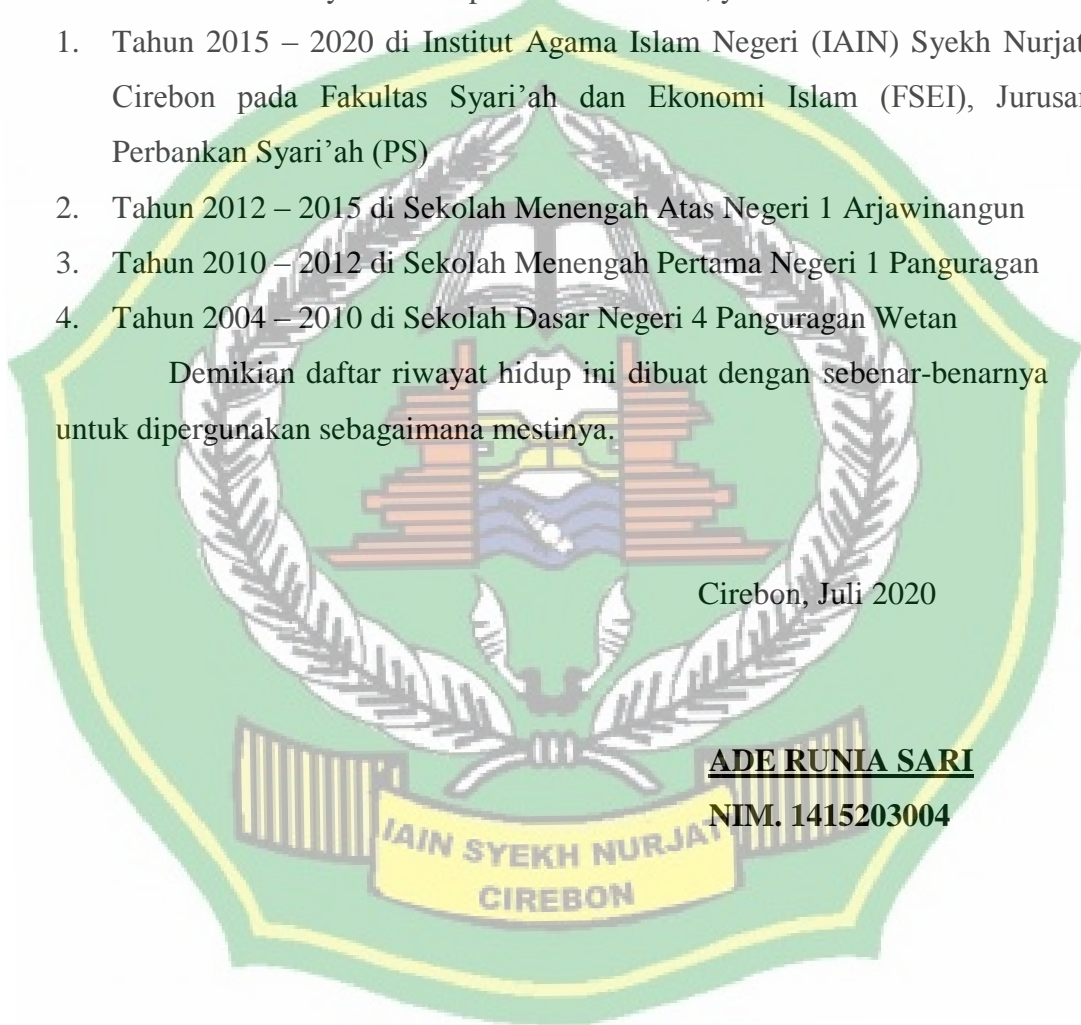 1. Tahun 2015 – 2020 di Institut Agama Islam Negeri (IAIN) Syekh
Cirebon pada Fakultas Syari’ah dan Ekonomi Islam (FSEI),
Perbankan Syari’ah (PS)
2. Tahun 2012 – 2015 di Sekolah Menengah Atas Negeri 1 Arjawinangun
3. Tahun 2010 – 2012 di Sekolah Menengah Pertama Negeri 1 Panguragan
4. Tahun 2004 – 2010 di Sekolah Dasar Negeri 4 Panguragan Wetan
Demikian daftar riwayat hidup ini dibuat dengan sebenar-benarnya
untuk dipergunakan sebagaimana mestinya.
Cirebon, Juli 2020
ADE RUNIA SARI
NIM. 1415203004
IAIN SYEKH NURJAT
CIREBON